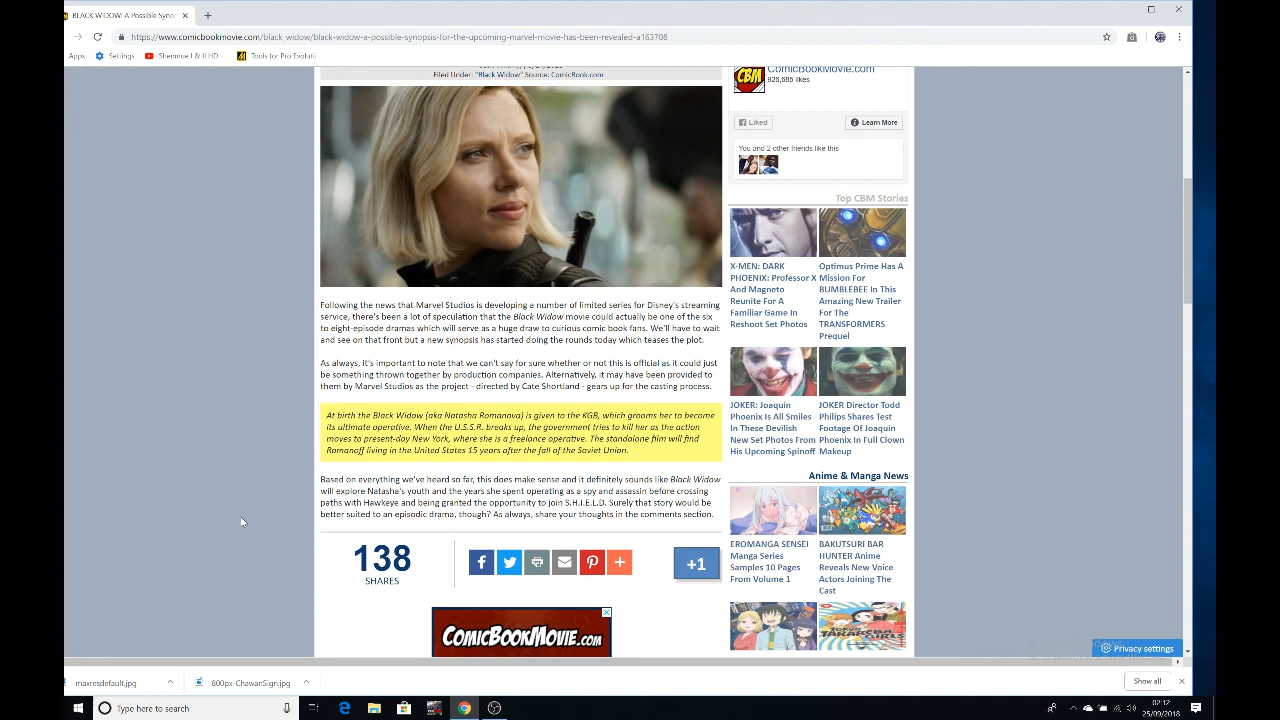 BLACK WIDOW: A Possible Syno
https://www.comicbookmovie.com/black_widow/black-widow-a-possible-synopsis-for-the-upcoming-marvel-movie-has-been-revealed-a163708
Apps
Settings
Shenmue I & II HD
Tools for Pro Evoluti
Filed Under: "Black Widow" Source: ComicBook.com
Following the news that Marvel Studios is developing a number of limited series for Disney's streaming
service, there's been a lot of speculation that the Black Widow movie could actually be one of the six
to eight-episode dramas which will serve as a huge draw to curious comic book fans. We'll have to wait
and see on that front but a new synopsis has started doing the rounds today which teases the plot.
As always, it's important to note that we can't say for sure whether or not this is official as it could just
be something thrown together by production companies. Alternatively, it may have been provided to
them by Marvel Studios as the project - directed by Cate Shortland - gears up for the casting process.
At birth the Black Widow (aka Natasha Romanova) is given to the KGB, which grooms her to become
its ultimate operative. When the U.S.S.R. breaks up, the government tries to kill her as the action
moves to present-day New York, where she is a freelance operative. The standalone film will find
Romanoff living in the United States 15 years after the fall of the Soviet Union.
Based on everything we've heard so far, this does make sense and it definitely sounds like Black Widow
will explore Natasha's youth and the years she spent operating as a spy and assassin before crossing
paths with Hawkeye and being granted the opportunity to join S.H.I.E.L.D. Surely that story would be
better suited to an episodic drama, though? As always, share your thoughts in the comments section.
138
SHARES
+1
COMICBOOKMOVIE.COM
CBM
ComicBookMovie.com
926,685 likes
Liked
Learn More
You and 2 other friends like this
Top CBM Stories
X-MEN: DARK
PHOENIX: Professor X
And Magneto
Reunite For A
Familiar Game In
Reshoot Set Photos
Optimus Prime Has A
Mission For
BUMBLEBEE In This
Amazing New Trailer
For The
TRANSFORMERS
Prequel
JOKER: Joaquin
Phoenix Is All Smiles
In These Devilish
New Set Photos From
His Upcoming Spinoff
JOKER Director Todd
Philips Shares Test
Footage Of Joaquin
Phoenix In Full Clown
Makeup
Anime & Manga News
EROMANGA SENSEI
Manga Series
Samples 10 Pages
From Volume 1
BAKUTSURI BAR
HUNTER Anime
Reveals New Voice
Actors Joining The
Cast
Privacy settings
maxresdefault.jpg
800px-ChawanSign.jpg
Show all
Type here to search
02:12
25/09/2018